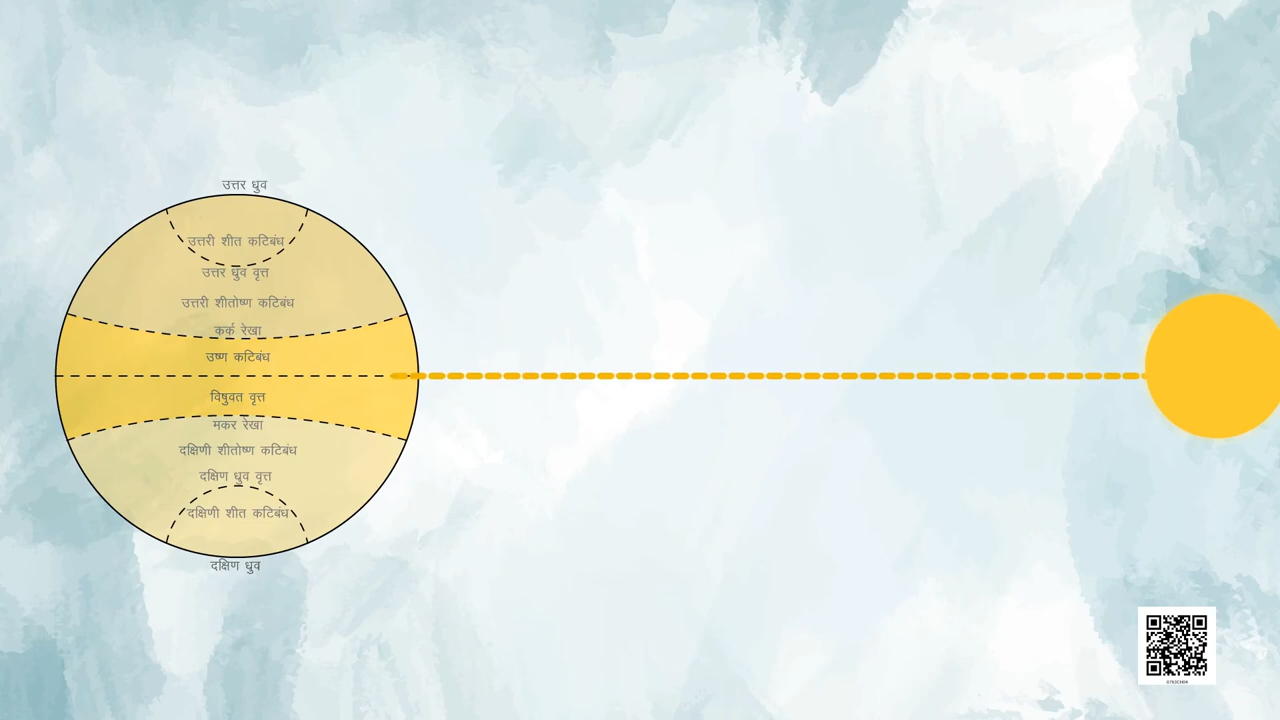 उत्तर ध्रुव
उत्तरी शीत कटिबंध
उत्तर ध्रुव वृत्त
उत्तरी शीतोष्ण कटिबंध
कर्क रेखा
उष्ण कटिबंध
विषुवत वृत्त
मकर रेखा
दक्षिणी शीतोष्ण कटिबंध
दक्षिण ध्रुव वृत्त
दक्षिणी शीत कटिबंध
दक्षिण ध्रुव
0763CH04